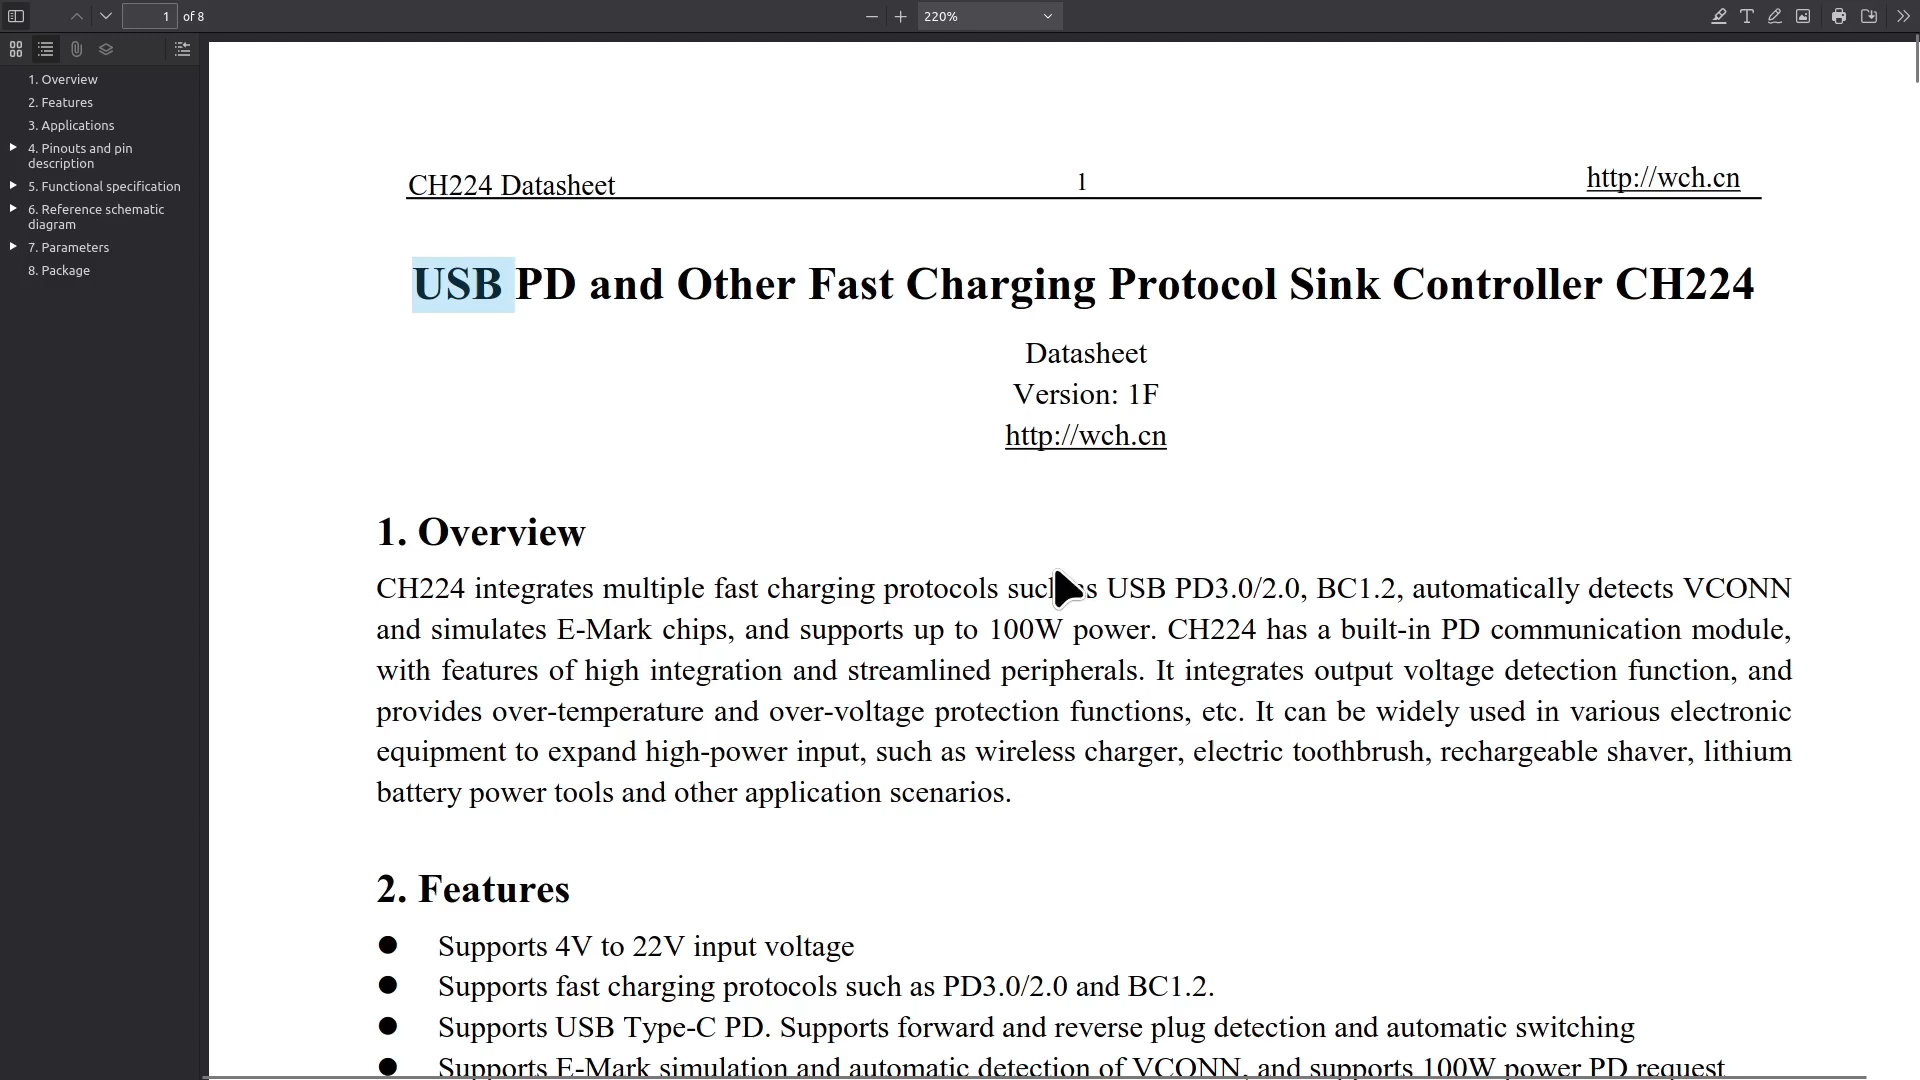 1 of 8
220%
1. Overview
2. Features
3. Applications
4. Pinouts and pin
description
5. Functional specification
6. Reference schematic
diagram
7. Parameters
8. Package
CH224 Datasheet 1 http://wch.cn
USB PD and Other Fast Charging Protocol Sink Controller CH224
Datasheet
Version: 1F
http://wch.cn
1. Overview
CH224 integrates multiple fast charging protocols such as USB PD3.0/2.0, BC1.2, automatically detects VCONN
and simulates E-Mark chips, and supports up to 100W power. CH224 has a built-in PD communication module,
with features of high integration and streamlined peripherals. It integrates output voltage detection function, and
provides over-temperature and over-voltage protection functions, etc. It can be widely used in various electronic
equipment to expand high-power input, such as wireless charger, electric toothbrush, rechargeable shaver, lithium
battery power tools and other application scenarios.
2. Features
● Supports 4V to 22V input voltage
● Supports fast charging protocols such as PD3.0/2.0 and BC1.2.
● Supports USB Type-C PD. Supports forward and reverse plug detection and automatic switching
● Supports E-Mark simulation and automatic detection of VCONN, and supports 100W power PD request